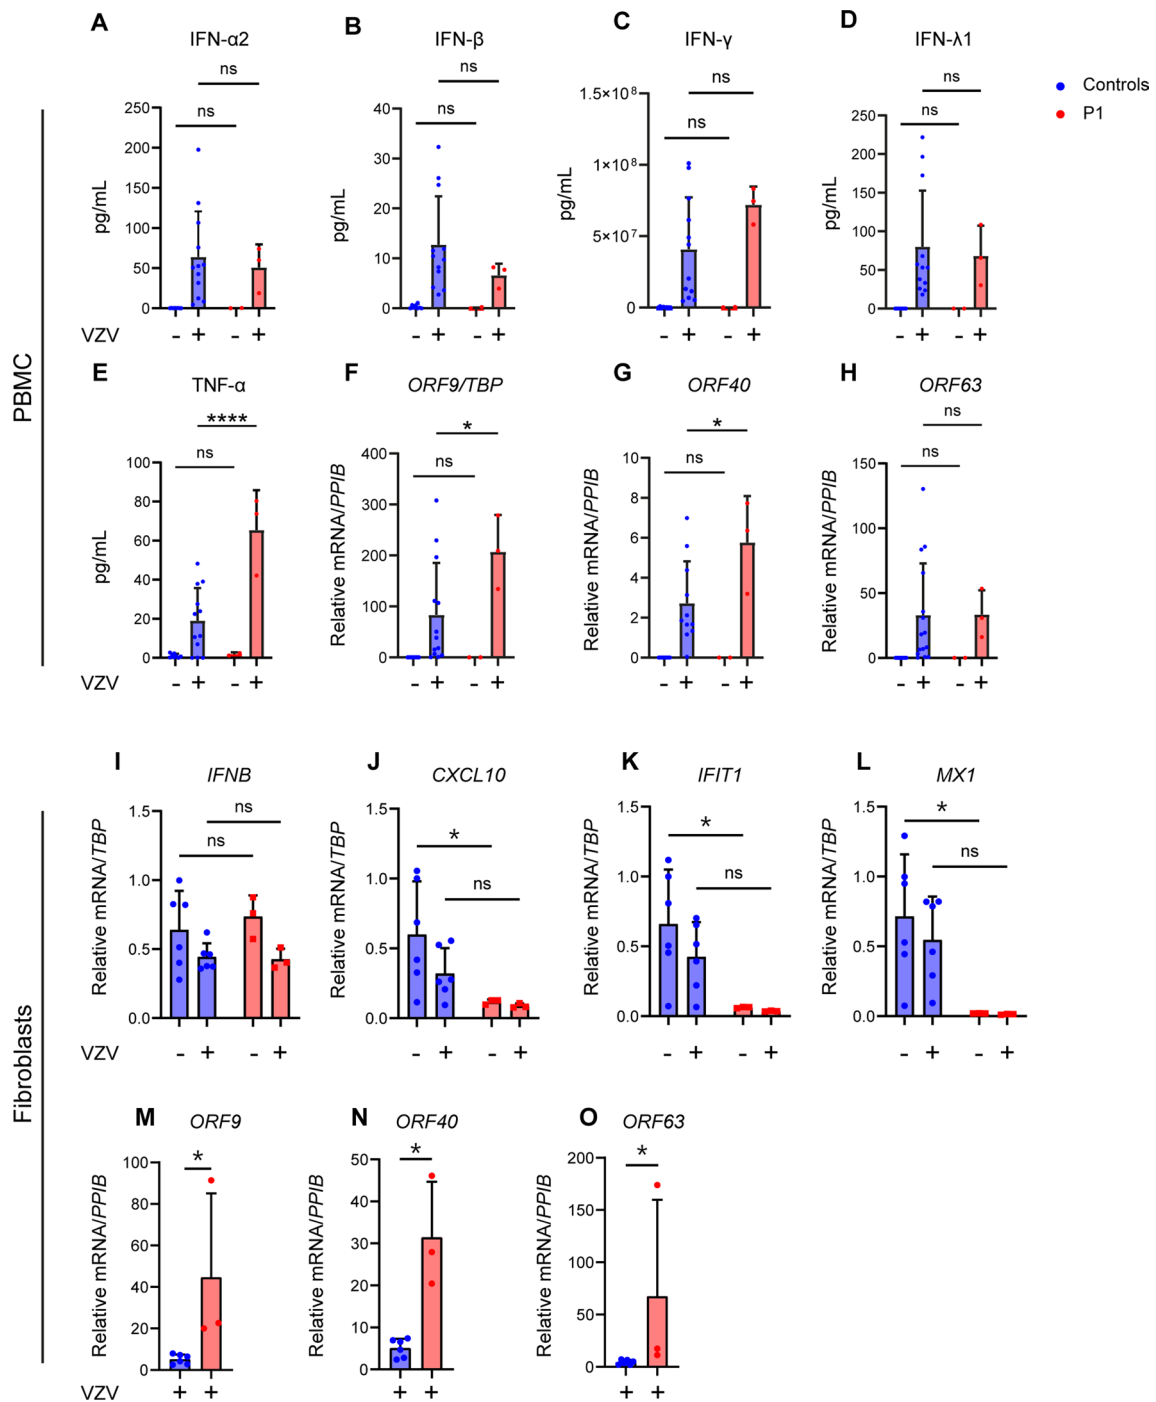 A B C D
IFN-α2 IFN-β IFN-γ IFN-λ1
Controls
P1
ns ns ns ns
ns ns ns ns
250 40 1.5×10⁸ 250
200 30 1×10⁸ 200
150 20 5×10⁷ 150
100 10 0 100
50 0 50
0 0
pg/mL pg/mL pg/mL pg/mL
VZV - + - + - + - + - + - + - + - +
PBMC
E F G H
TNF-α ORF9/TBP ORF40 ORF63
**** * * ns
ns ns ns ns
100 400 10 150
80 300 8 100
60 200 6 50
40 100 4 0
20 0 2
0 0
pg/mL Relative mRNA/PPIB Relative mRNA/PPIB Relative mRNA/PPIB
VZV - + - + - + - + - + - + - + - +
I J K L
IFNB CXCL10 IFIT1 MX1
ns * * *
ns ns ns ns
1.5 1.5 1.5 1.5
1.0 1.0 1.0 1.0
0.5 0.5 0.5 0.5
0.0 0.0 0.0 0.0
Relative mRNA/TBP Relative mRNA/TBP Relative mRNA/TBP Relative mRNA/TBP
VZV - + - + - + - + - + - + - + - +
Fibroblasts
M N O
ORF9 ORF40 ORF63
* * *
100 50 200
80 40 150
60 30 100
40 20 50
20 10 0
0 0
Relative mRNA/PPIB Relative mRNA/PPIB Relative mRNA/PPIB
VZV + + + + + +